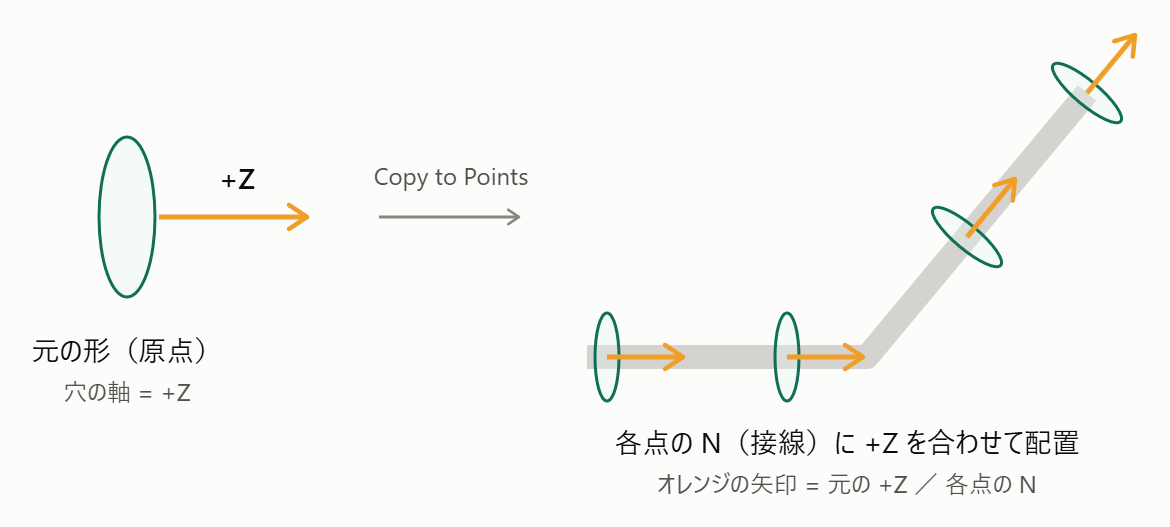 +Z
Copy to Points
元の形（原点）
穴の軸 = +Z
各点の N（接線）に +Z を合わせて配置
オレンジの矢印 = 元の +Z ／ 各点の N